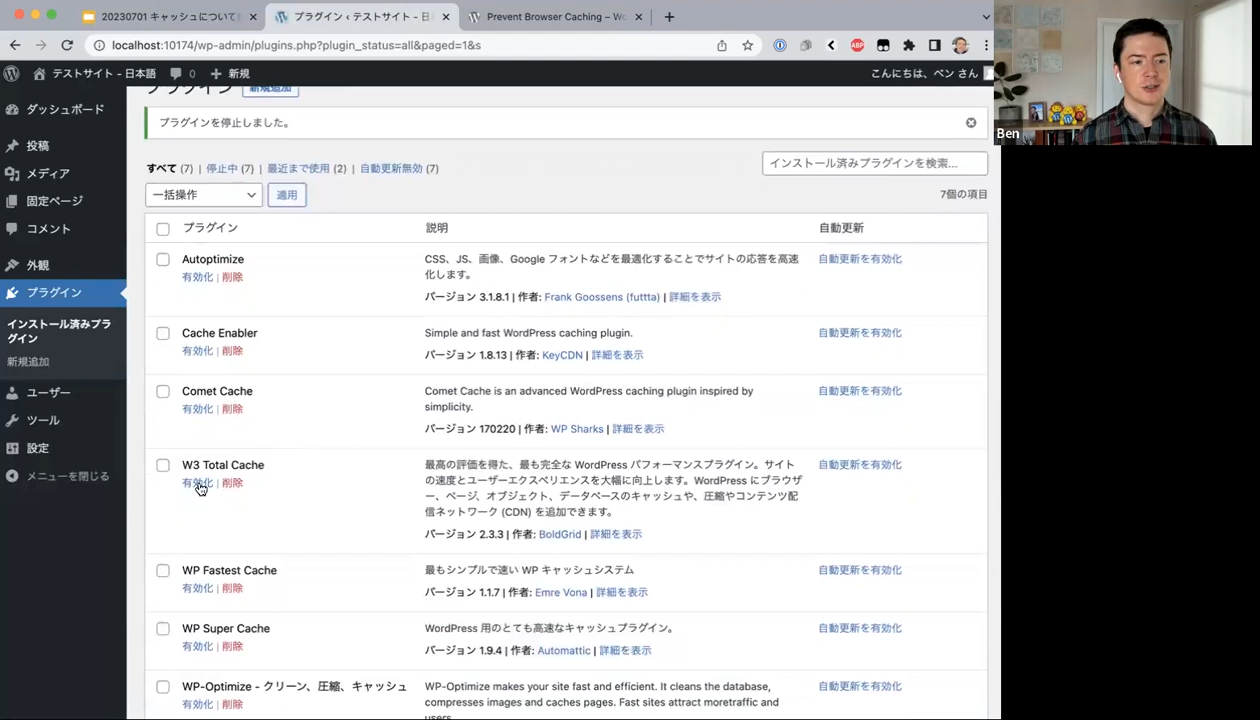 20230701 キャッシュについて
プラグイン ‹ テストサイト - 日
Prevent Browser Caching – Wo
localhost:10174/wp-admin/plugins.php?plugin_status=all&paged=1&s
ABP
テストサイト - 日本語
0
新規
こんにちは、ベン さん
Ben
ダッシュボード
投稿
メディア
固定ページ
コメント
外観
プラグイン
インストール済みプラ
グイン
新規追加
ユーザー
ツール
設定
メニューを閉じる
プラグイン
新規追加
プラグインを停止しました。
すべて (7) | 停止中 (7) | 最近まで使用 (2) | 自動更新無効 (7)
インストール済みプラグインを検索...
一括操作
適用
7個の項目
プラグイン
説明
自動更新
Autoptimize
有効化 | 削除
CSS、JS、画像、Google フォントなどを最適化することでサイトの応答を高速
化します。
バージョン 3.1.8.1 | 作者: Frank Goossens (futtta) | 詳細を表示
自動更新を有効化
Cache Enabler
有効化 | 削除
Simple and fast WordPress caching plugin.
バージョン 1.8.13 | 作者: KeyCDN | 詳細を表示
自動更新を有効化
Comet Cache
有効化 | 削除
Comet Cache is an advanced WordPress caching plugin inspired by
simplicity.
バージョン 170220 | 作者: WP Sharks | 詳細を表示
自動更新を有効化
W3 Total Cache
有効化 | 削除
最高の評価を得た、最も完全な WordPress パフォーマンスプラグイン。サイト
の速度とユーザーエクスペリエンスを大幅に向上します。WordPress にブラウザ
ー、ページ、オブジェクト、データベースのキャッシュや、圧縮やコンテンツ配
信ネットワーク (CDN) を追加できます。
バージョン 2.3.3 | 作者: BoldGrid | 詳細を表示
自動更新を有効化
WP Fastest Cache
有効化 | 削除
最もシンプルで速い WP キャッシュシステム
バージョン 1.1.7 | 作者: Emre Vona | 詳細を表示
自動更新を有効化
WP Super Cache
有効化 | 削除
WordPress 用のとても高速なキャッシュプラグイン。
バージョン 1.9.4 | 作者: Automattic | 詳細を表示
自動更新を有効化
WP-Optimize - クリーン、圧縮、キャッシュ
有効化 | 削除
WP-Optimize makes your site fast and efficient. It cleans the database,
compresses images and caches pages. Fast sites attract moretraffic and
users.
自動更新を有効化